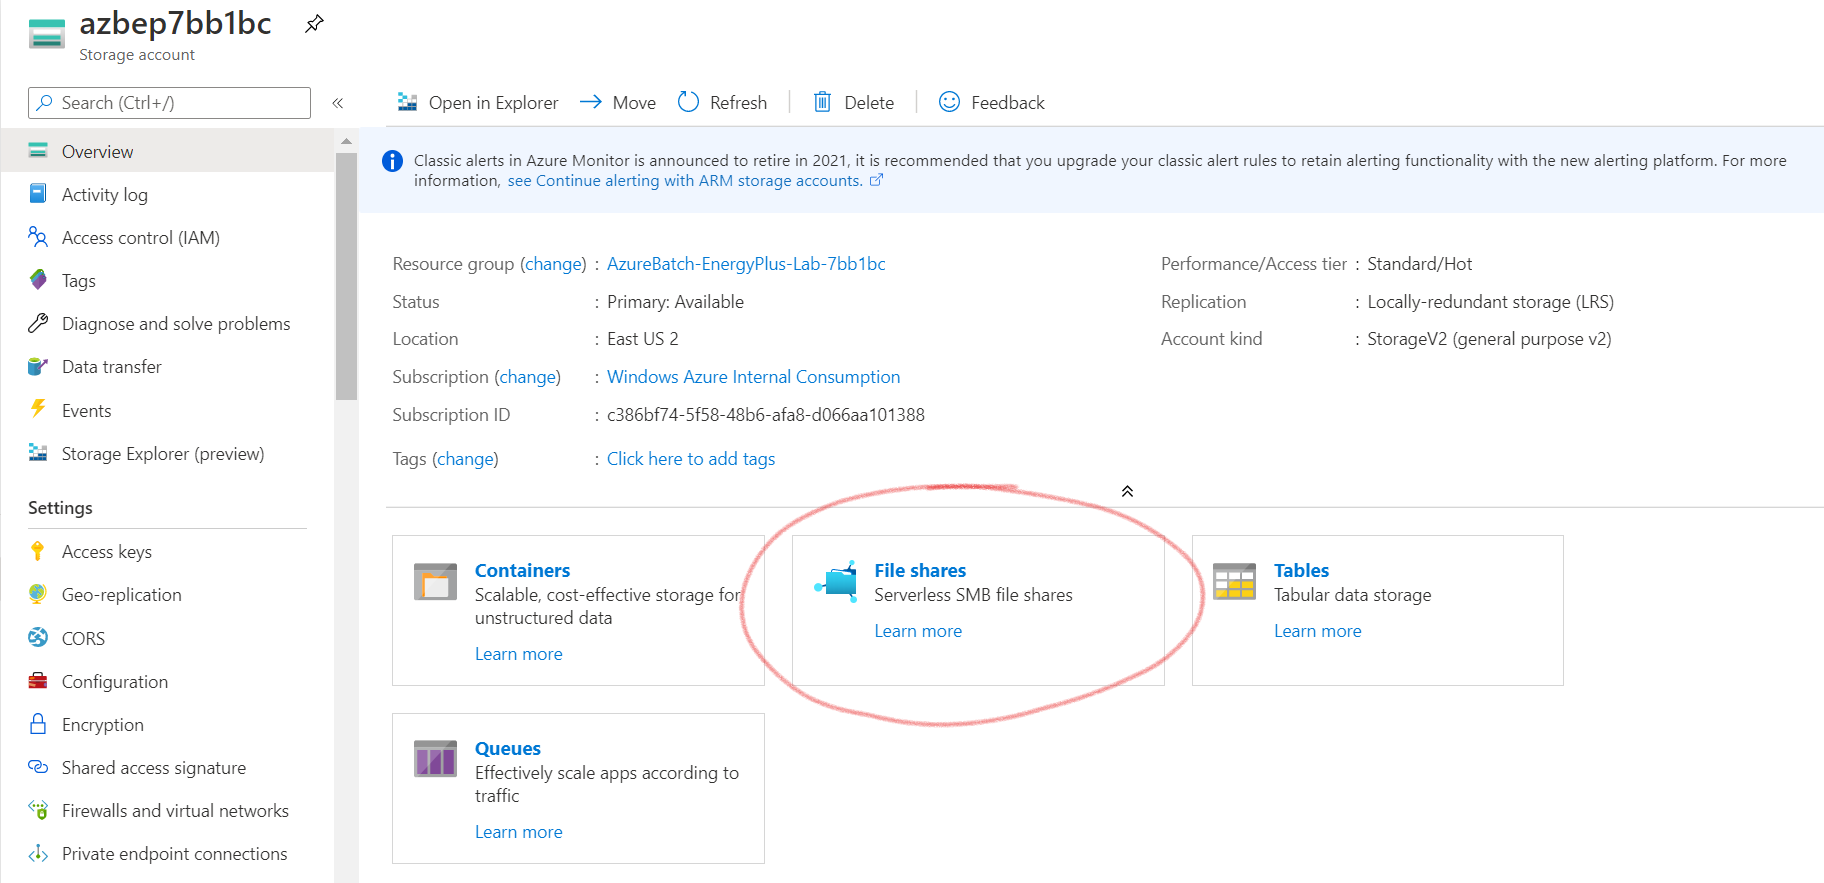 azbep7bb1bc
Storage account
Search (Ctrl+/)
«
Open in Explorer
Move
Refresh
Delete
Feedback
Overview
Activity log
Access control (IAM)
Tags
Diagnose and solve problems
Data transfer
Events
Storage Explorer (preview)
Settings
Access keys
Geo-replication
CORS
Configuration
Encryption
Shared access signature
Firewalls and virtual networks
Private endpoint connections
Classic alerts in Azure Monitor is announced to retire in 2021, it is recommended that you upgrade your classic alert rules to retain alerting functionality with the new alerting platform. For more
information, see Continue alerting with ARM storage accounts.
Resource group (change) : AzureBatch-EnergyPlus-Lab-7bb1bc
Status : Primary: Available
Location : East US 2
Subscription (change) : Windows Azure Internal Consumption
Subscription ID : c386bf74-5f58-48b6-afa8-d066aa101388
Tags (change) : Click here to add tags
Performance/Access tier : Standard/Hot
Replication : Locally-redundant storage (LRS)
Account kind : StorageV2 (general purpose v2)
Containers
Scalable, cost-effective storage for
unstructured data
Learn more
File shares
Serverless SMB file shares
Learn more
Tables
Tabular data storage
Learn more
Queues
Effectively scale apps according to
traffic
Learn more